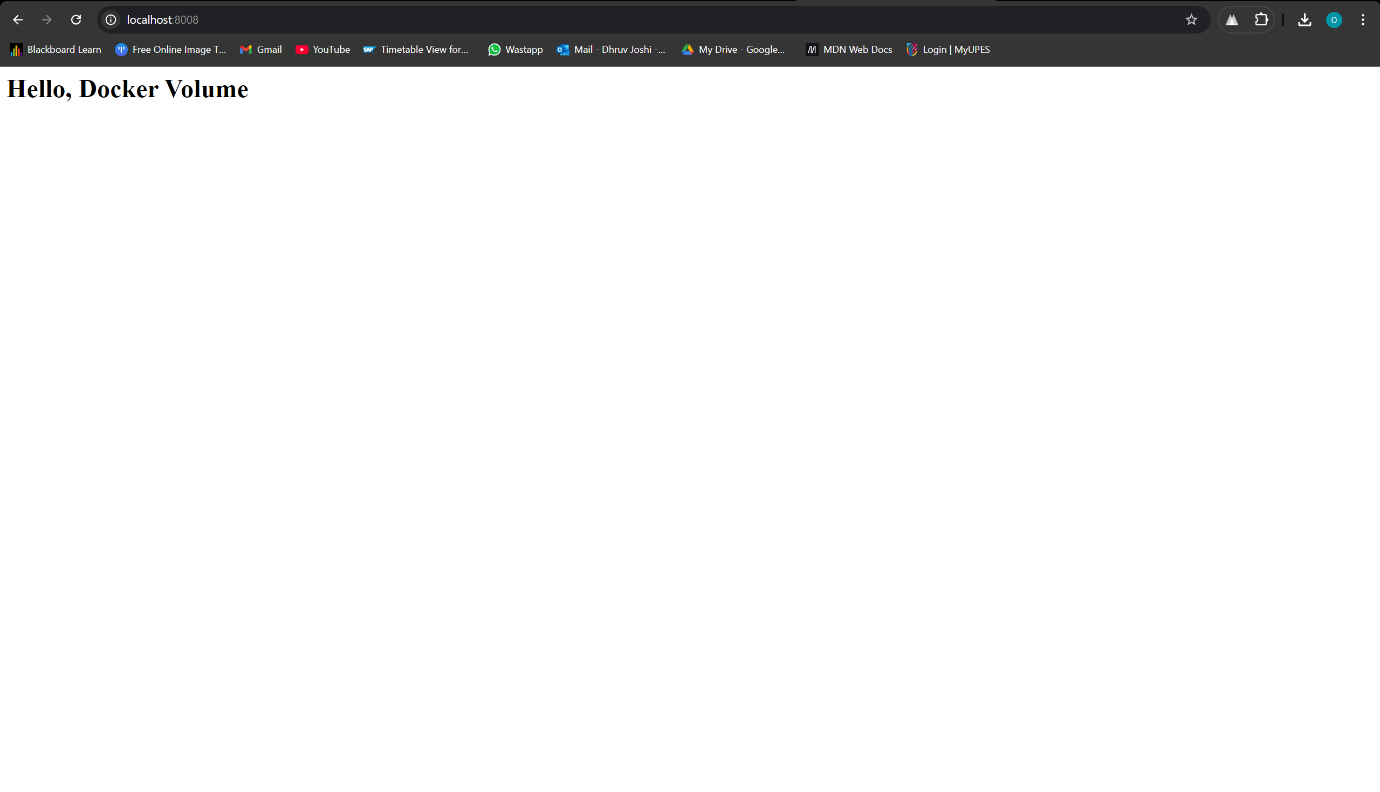 localhost:8008
O
Blackboard Learn Free Online Image T... Gmail YouTube SAP Timetable View for... Wastapp Mail - Dhruv Joshi -... My Drive - Google... MDN Web Docs Login | MyUPES
Hello, Docker Volume